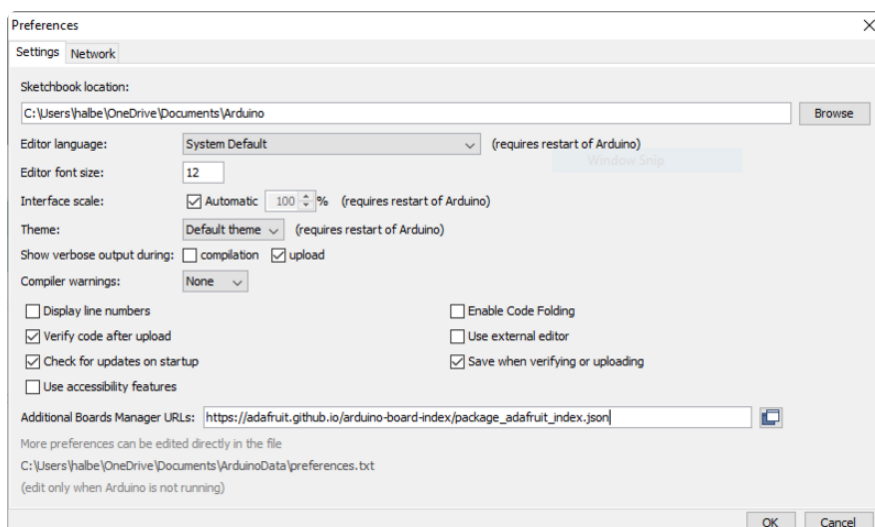 Preferences
Settings Network
Sketchbook location:
C:\Users\halbe\OneDrive\Documents\Arduino Browse
Editor language: System Default (requires restart of Arduino)
Window Snip
Editor font size: 12
Interface scale: Automatic 100 % (requires restart of Arduino)
Theme: Default theme (requires restart of Arduino)
Show verbose output during: compilation upload
Compiler warnings: None
Display line numbers Enable Code Folding
Verify code after upload Use external editor
Check for updates on startup Save when verifying or uploading
Use accessibility features
Additional Boards Manager URLs: https://adafruit.github.io/arduino-board-index/package_adafruit_index.json
More preferences can be edited directly in the file
C:\Users\halbe\OneDrive\Documents\ArduinoData\preferences.txt
(edit only when Arduino is not running)
OK Cancel